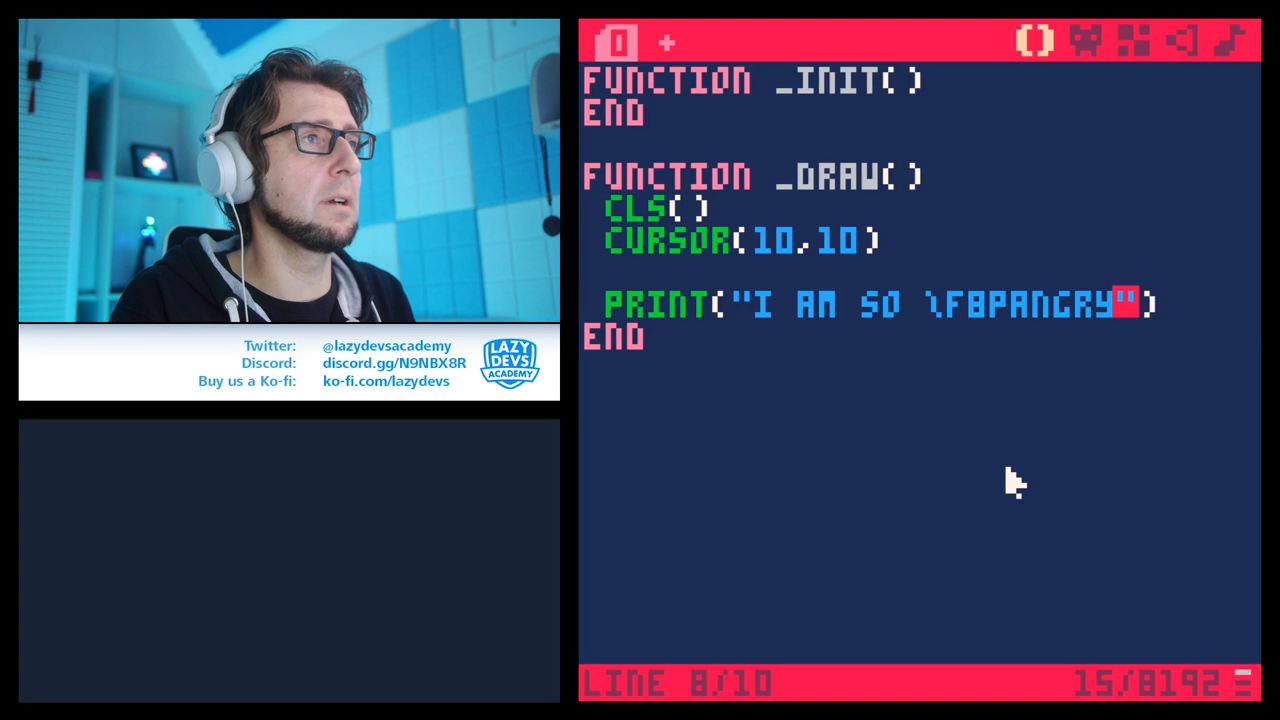 Twitter: @lazydevsacademy
Discord: discord.gg/N9NBX8R
Buy us a Ko-fi: ko-fi.com/lazydevs
LAZY
DEVS
ACADEMY
0 +
FUNCTION _INIT()
END
FUNCTION _DRAW()
CLS()
CURSOR(10,10)
PRINT("I AM SO \F8PANGRY")
END
LINE 8/10
15/8192